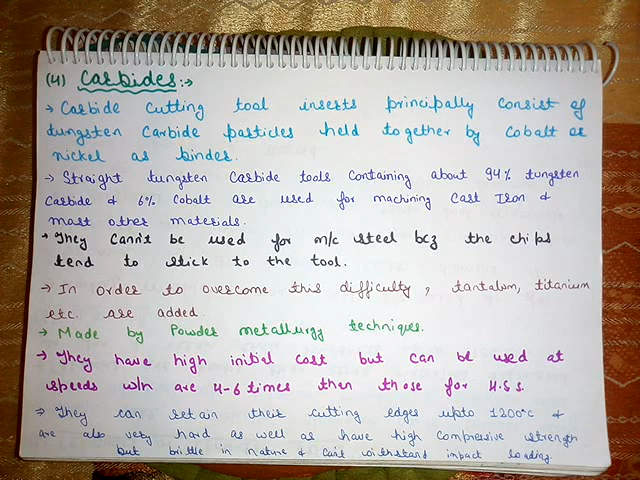 (4) Carbides:→
→ Carbide cutting tool inserts principally consist of
tungsten carbide particles held together by cobalt or
nickel as binder.
→ Straight tungsten carbide tools containing about 94% tungsten
carbide & 6% cobalt are used for machining cast Iron &
most other materials.
→ They cann't be used for m/c steel bcz the chips
tend to stick to the tool.
→ In order to overcome this difficulty, tantalum, titanium
etc. are added.
→ Made by Powder metallurgy techniques.
→ They have high initial cost but can be used at
speeds w/h are 4-6 times then those for H.S.S.
→ They can retain their cutting edges upto 1200°c &
are also very hard as well as have high compressive strength
but brittle in nature & can't withstand impact loading